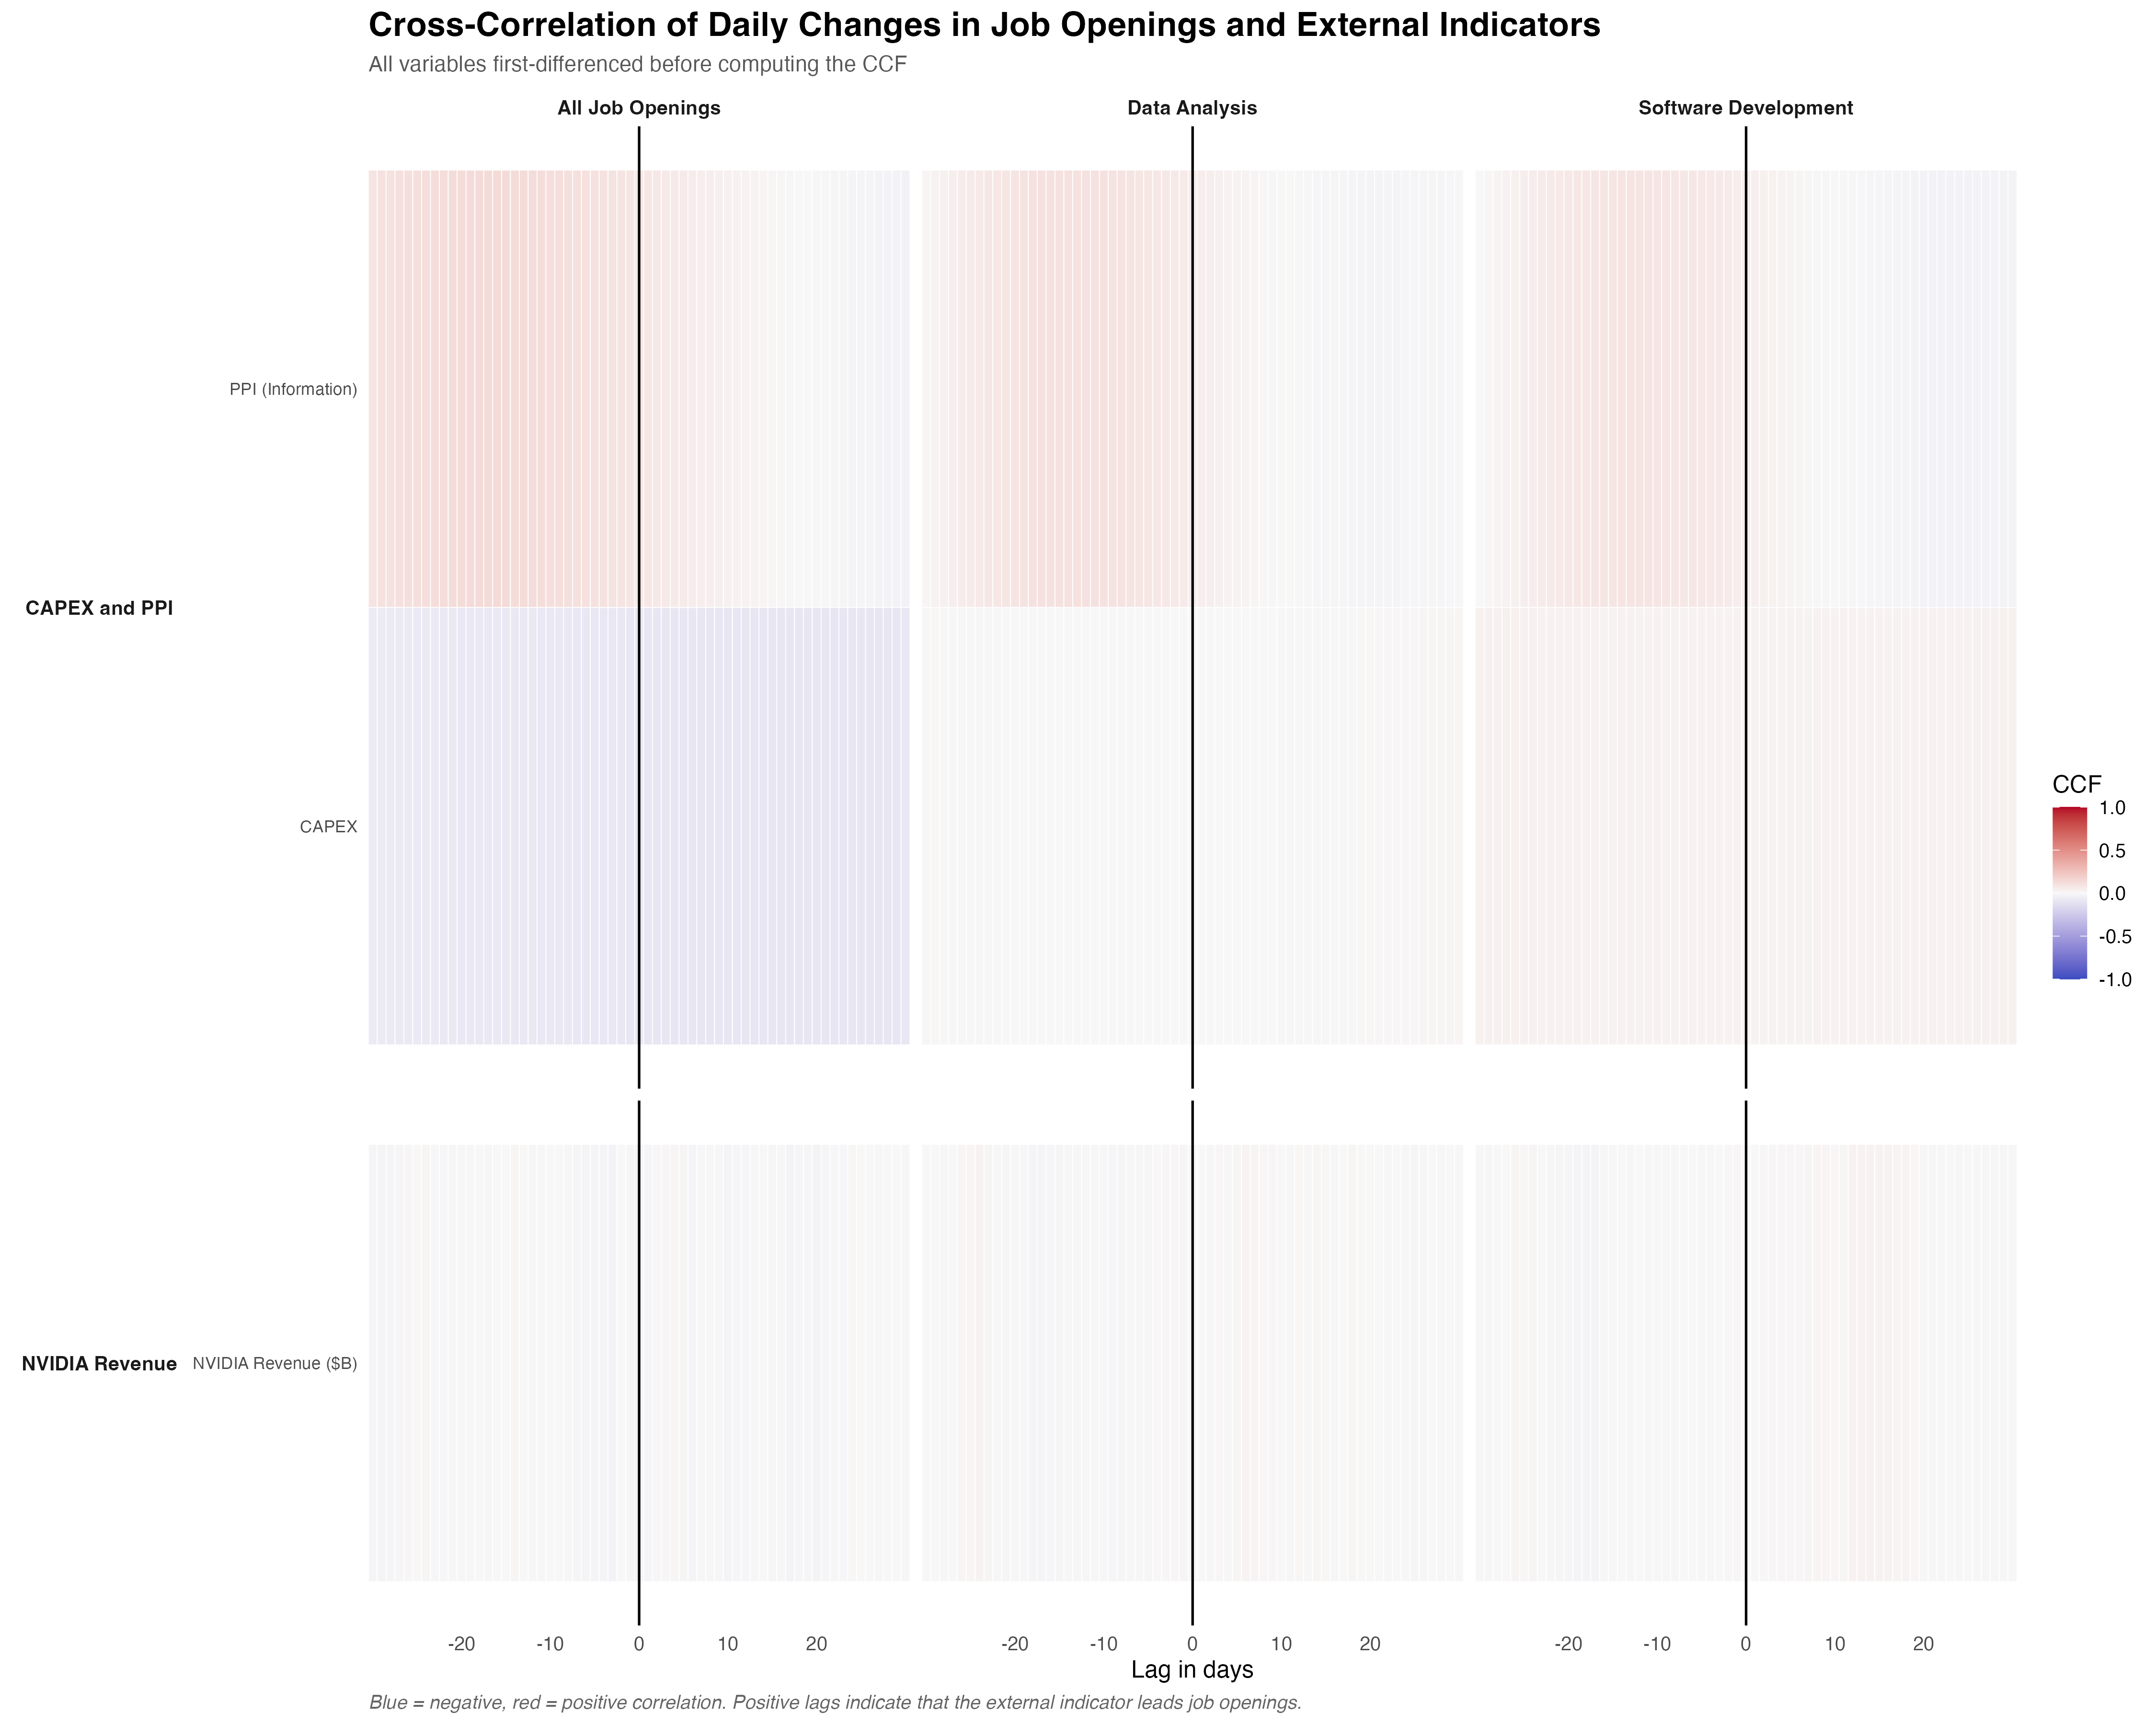 Cross-Correlation of Daily Changes in Job Openings and External Indicators
All variables first-differenced before computing the CCF
All Job Openings
Data Analysis
Software Development
PPI (Information)
CAPEX and PPI
CAPEX
CCF
1.0
0.5
0.0
-0.5
-1.0
NVIDIA Revenue
NVIDIA Revenue ($B)
-20 -10 0 10 20
-20 -10 0 10 20
-20 -10 0 10 20
Lag in days
Blue = negative, red = positive correlation. Positive lags indicate that the external indicator leads job openings.